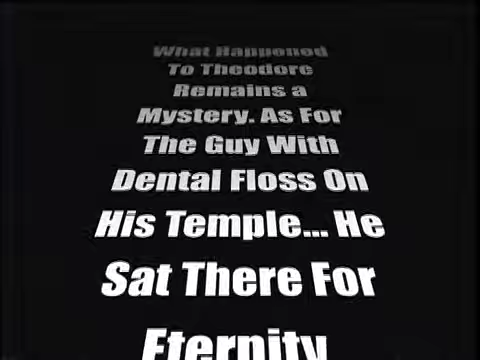 What Happened
To Theodore
Remains a
Mystery. As For
The Guy With
Dental Floss On
His Temple... He
Sat There For
Eternity